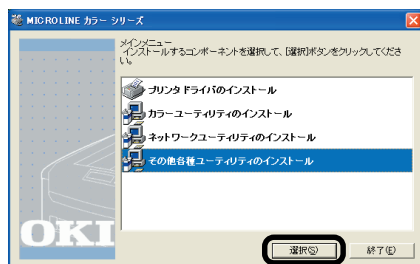 MICROLINE カラー シリーズ
メインメニュー
インストールするコンポーネントを選択して、[選択]ボタンをクリックしてくださ
い。
プリンタドライバのインストール
カラーユーティリティのインストール
ネットワークユーティリティのインストール
その他各種ユーティリティのインストール
OKI
選択(S)
終了(E)